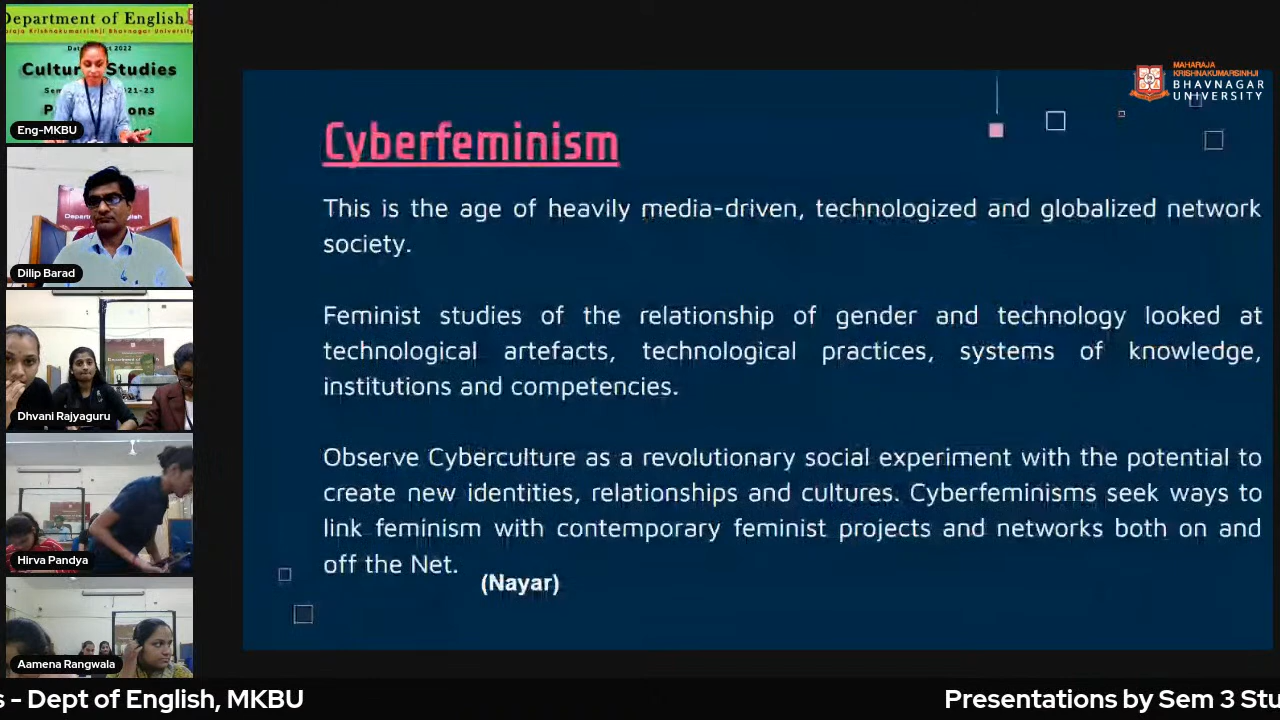 Department of English
Maharaja Krishnakumarsinhji Bhavnagar University
2022
Studies
Eng-MKBU
Dilip Barad
Dhvani Rajyaguru
Hirva Pandya
Aamena Rangwala
MAHARAJA
KRISHNAKUMARSINHJI
BHAVNAGAR
UNIVERSITY
Cyberfeminism
This is the age of heavily media-driven, technologized and globalized network
society.
Feminist studies of the relationship of gender and technology looked at
technological artefacts, technological practices, systems of knowledge,
institutions and competencies.
Observe Cyberculture as a revolutionary social experiment with the potential to
create new identities, relationships and cultures. Cyberfeminisms seek ways to
link feminism with contemporary feminist projects and networks both on and
off the Net.
(Nayar)
s - Dept of English, MKBU
Presentations by Sem 3 Stu